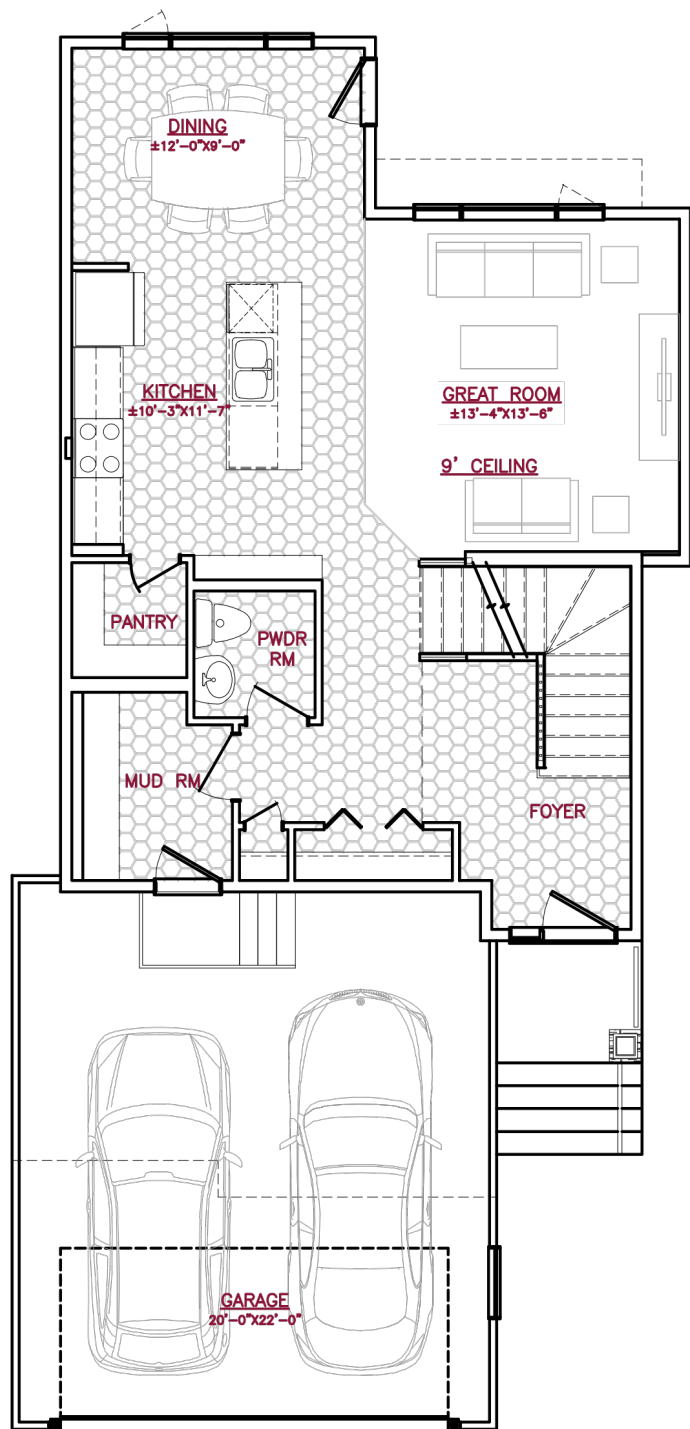 DINING
±12'-0"X9'-0"
KITCHEN
±10'-3"X11'-7"
GREAT ROOM
±13'-4"X13'-6"
9' CEILING
PANTRY
PWDR
RM
MUD RM
FOYER
GARAGE
20'-0"X22'-0"